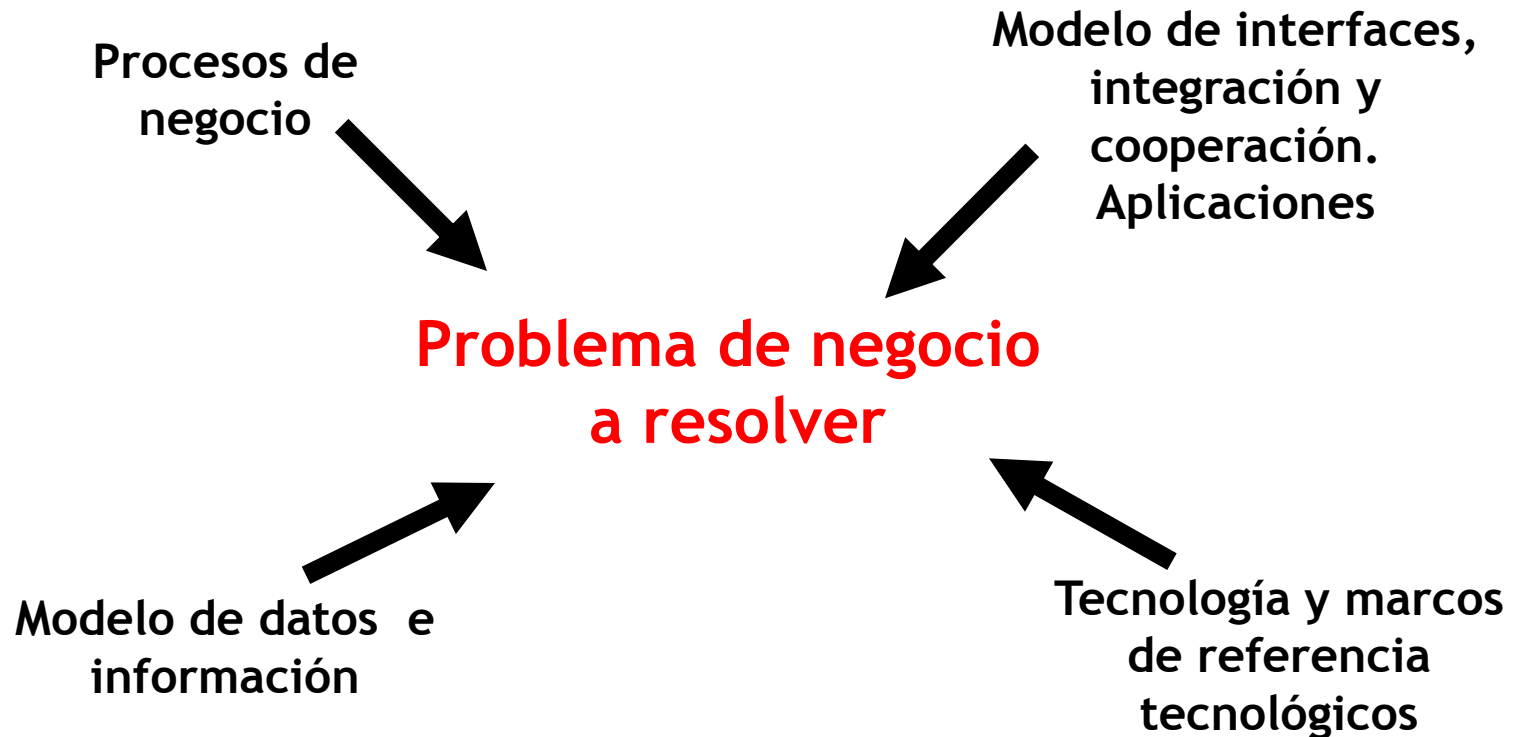 Procesos de
negocio
Modelo de interfaces,
integración y
cooperación.
Aplicaciones
Problema de negocio
a resolver
Modelo de datos  e
información
Tecnología y marcos
de referencia
tecnológicos